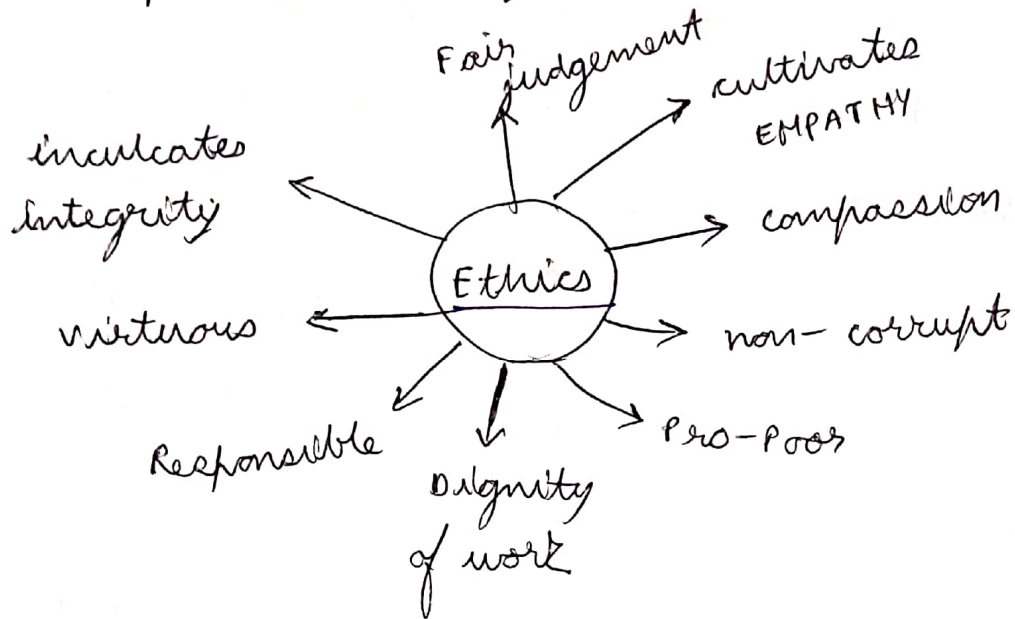 Fair
judgement
cultivates
EMPATHY
inculcates
integrity
compassion
Ethics
virtuous
non-corrupt
Responsible
Pro-Poor
Dignity
of work